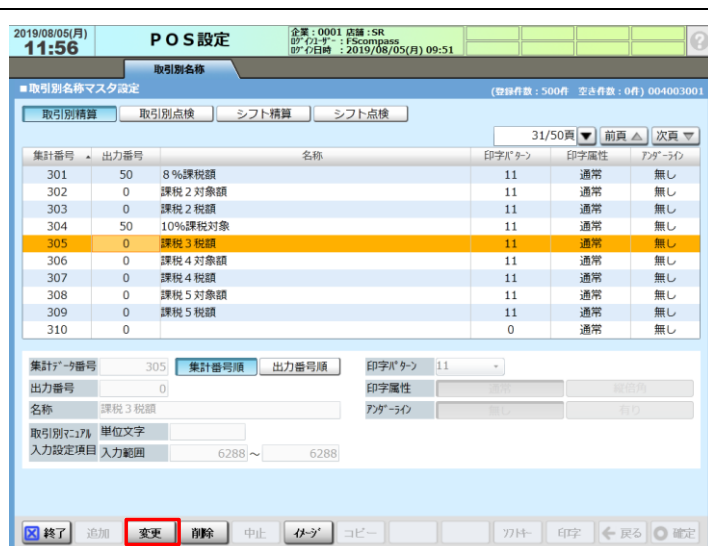 2019/08/05(月)
11:56
POS設定
企業:0001 店舗:SR
ﾛｸﾞｲﾝﾕｰｻﾞｰ:FScompass
ﾛｸﾞｲﾝ日時 :2019/08/05(月) 09:51
取引別名称
■取引別名称マスタ設定
(登録件数:500件 空き件数:0件) 004003001
取引別精算 取引別点検 シフト精算 シフト点検
31/50頁 ▼ 前頁 △ 次頁 ▽
集計番号 ▲ 出力番号 名称 印字ﾊﾟﾀｰﾝ 印字属性 ｱﾝﾀﾞｰﾗｲﾝ
301 50 8%課税額 11 通常 無し
302 0 課税2対象額 11 通常 無し
303 0 課税2税額 11 通常 無し
304 50 10%課税対象 11 通常 無し
305 0 課税3税額 11 通常 無し
306 0 課税4対象額 11 通常 無し
307 0 課税4税額 11 通常 無し
308 0 課税5対象額 11 通常 無し
309 0 課税5税額 11 通常 無し
310 0 0 通常 無し
集計ﾃﾞｰﾀ番号 305 集計番号順 出力番号順 印字ﾊﾟﾀｰﾝ 11
出力番号 0 印字属性 通常 縦倍角
名称 課税3税額 ｱﾝﾀﾞｰﾗｲﾝ 無し 有り
取引別ﾏﾆｭｱﾙ 単位文字
入力設定項目 入力範囲 6288 ~ 6288
終了 追加 変更 削除 中止 ｲﾒｰｼﾞ コピー ｿﾌﾄｷｰ 印字 戻る 確定